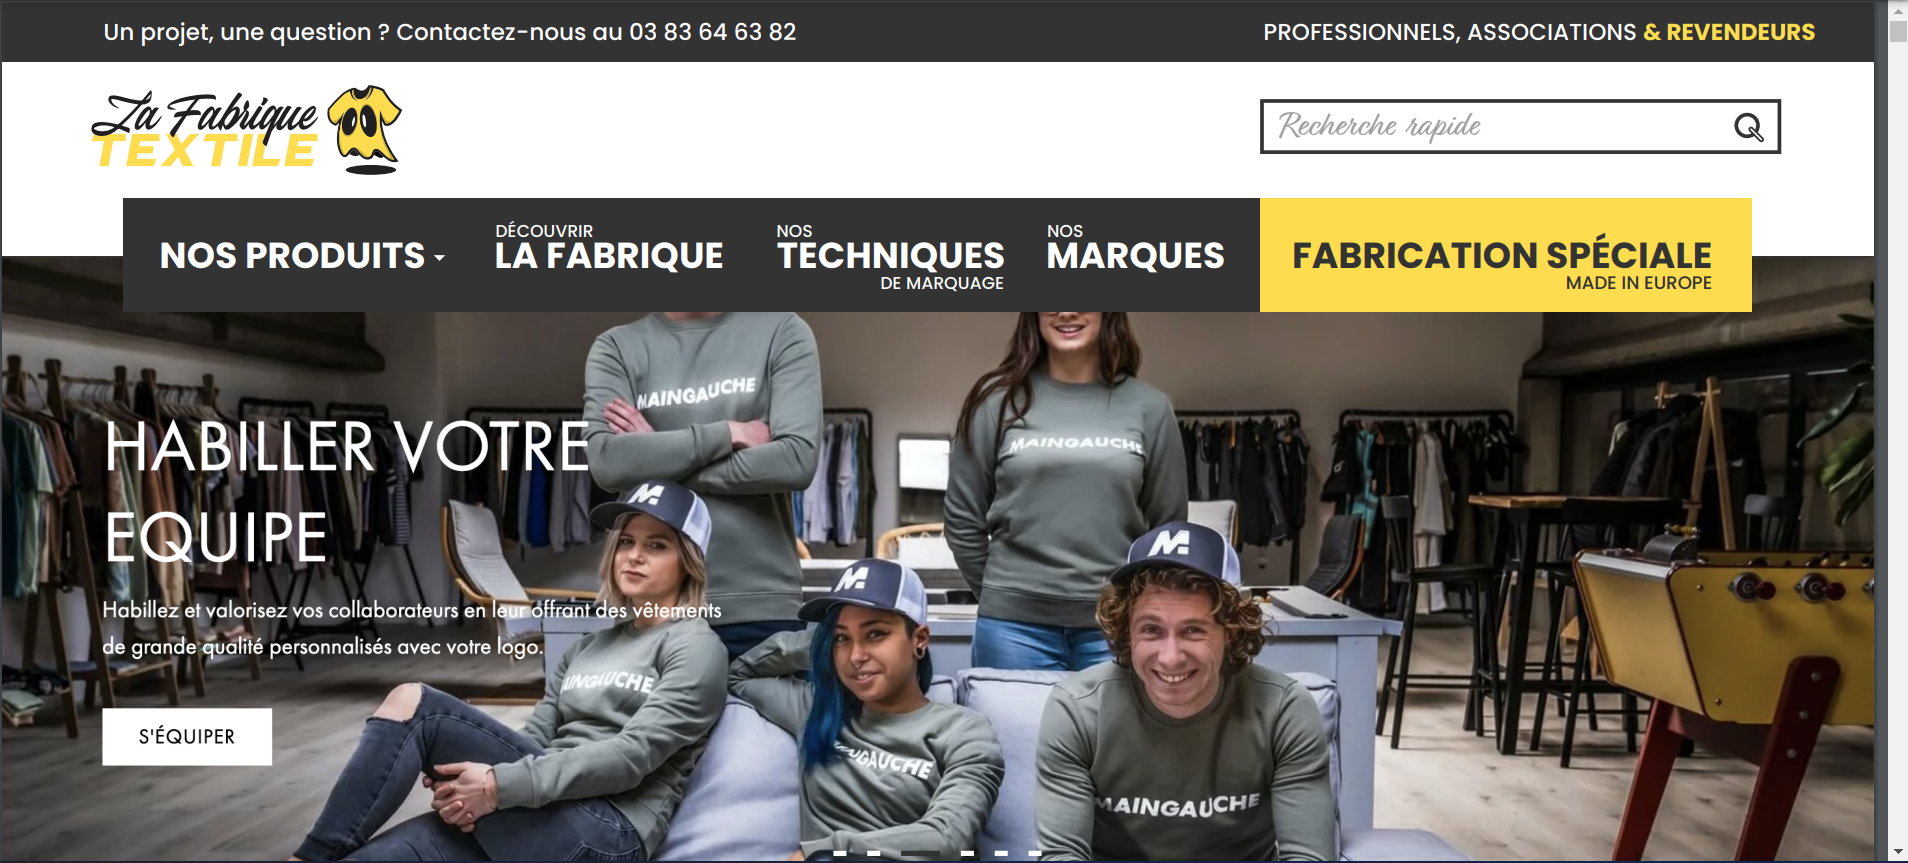 Un projet, une question ? Contactez-nous au 03 83 64 63 82
PROFESSIONNELS, ASSOCIATIONS & REVENDEURS
La Fabrique
TEXTILE
Recherche rapide
NOS PRODUITS
DÉCOUVRIR
LA FABRIQUE
NOS
TECHNIQUES
DE MARQUAGE
NOS
MARQUES
FABRICATION SPÉCIALE
MADE IN EUROPE
MAINGAUCHE
MAINGAUCHE
HABILLER VOTRE
EQUIPE
M
M
M
Habillez et valorisez vos collaborateurs en leur offrant des vêtements
de grande qualité personnalisés avec votre logo.
MAINGAUCHE
S'ÉQUIPER
MAINGAUCHE